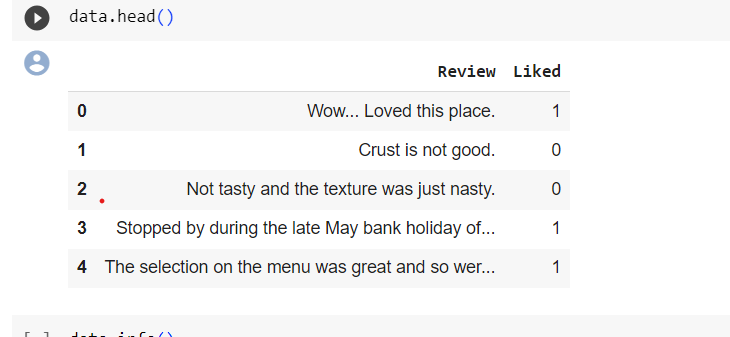 data.head()
Review Liked
0 Wow... Loved this place. 1
1 Crust is not good. 0
2 Not tasty and the texture was just nasty. 0
3 Stopped by during the late May bank holiday of... 1
4 The selection on the menu was great and so wer... 1
[ ] data.info()